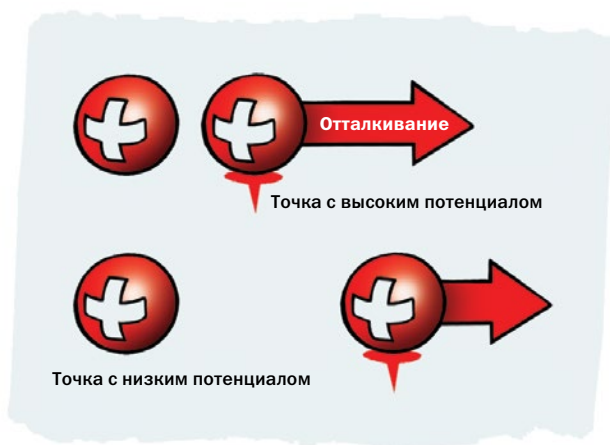 Отталкивание
Точка с высоким потенциалом
Точка с низким потенциалом